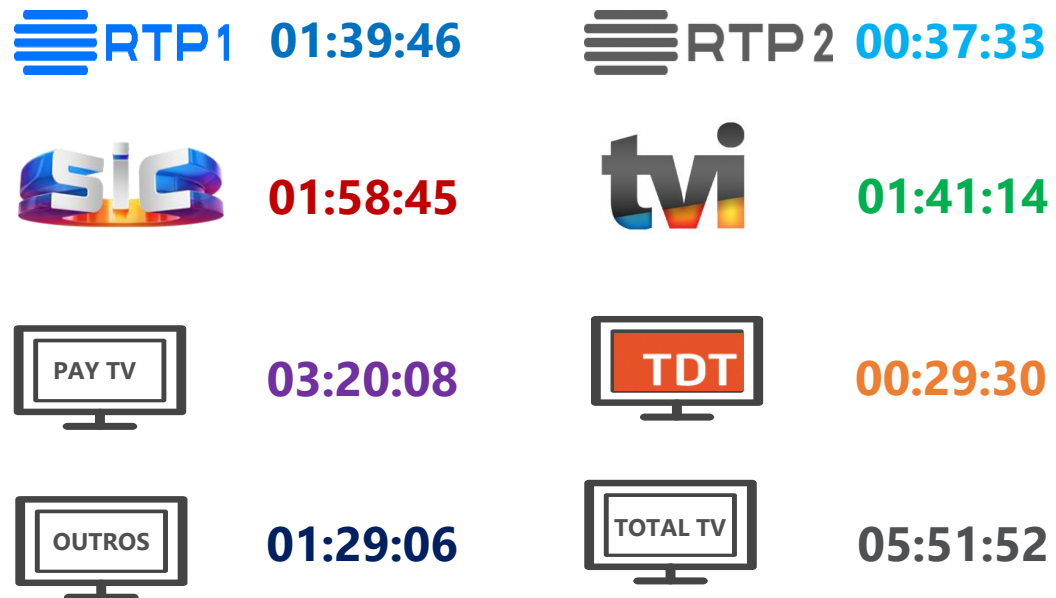 RTP1 01:39:46 RTP2 00:37:33
sic 01:58:45 tvi 01:41:14
PAY TV 03:20:08 TDT 00:29:30
OUTROS 01:29:06 TOTAL TV 05:51:52